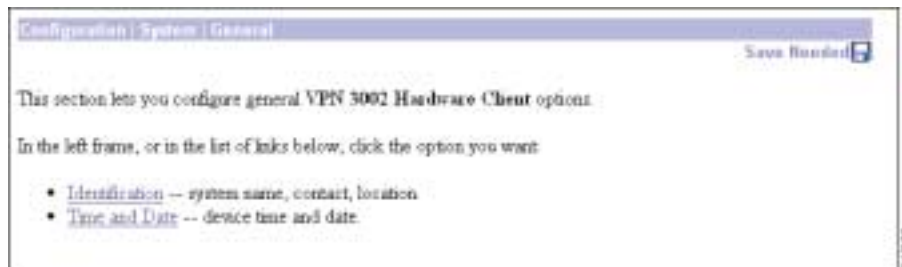 Configuration | System | General
Save Needed
This section lets you configure general VPN 3002 Hardware Client options.
In the left frame, or in the list of links below, click the option you want:
Identification -- system name, contact, location
Time and Date -- device time and date.